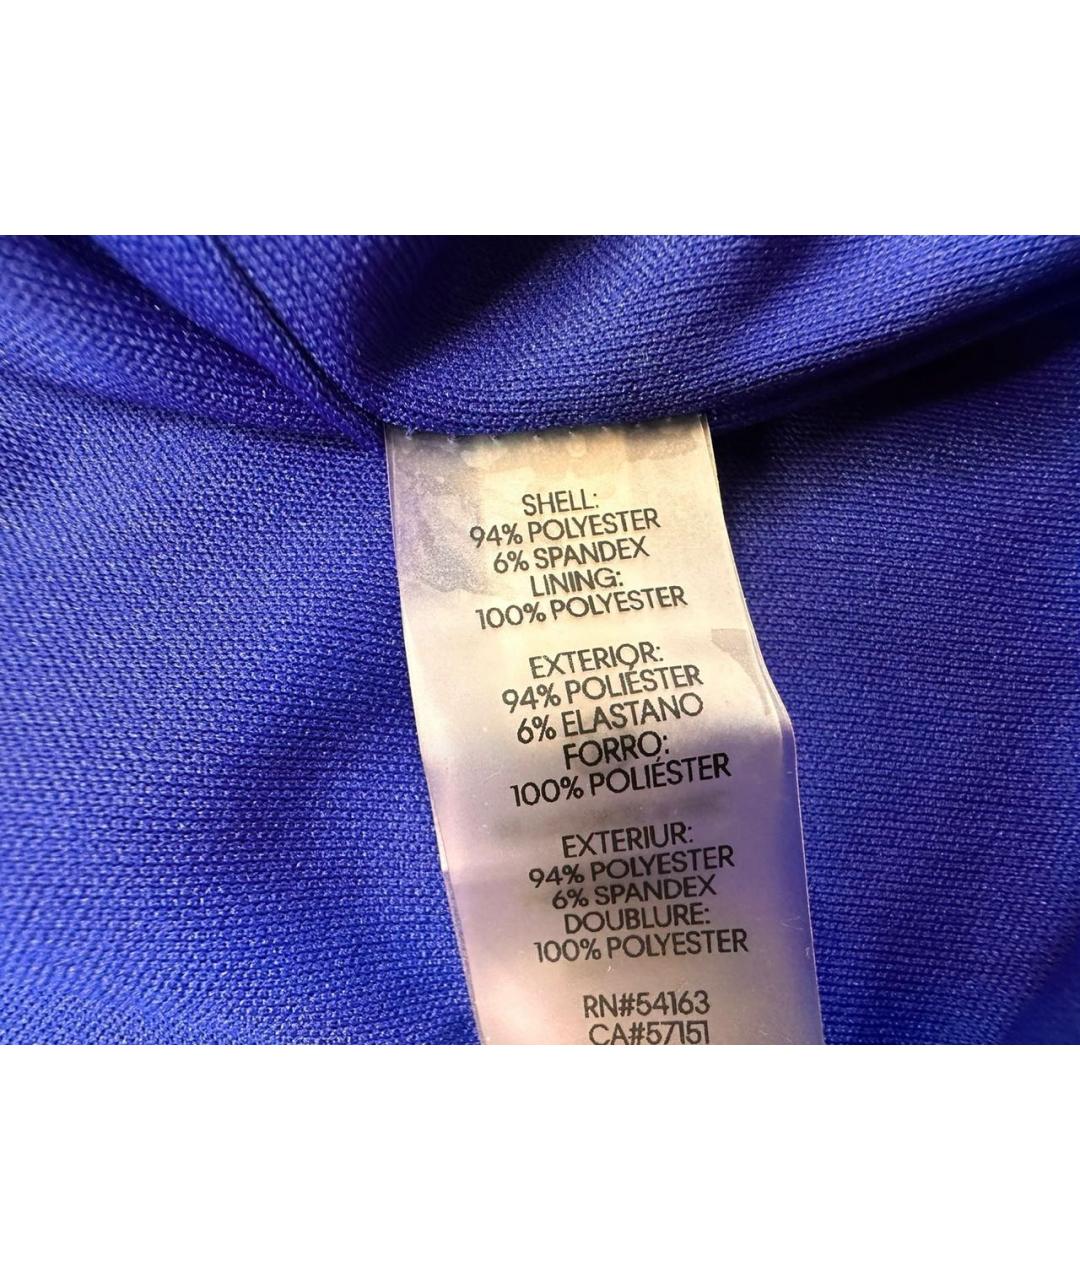 SHELL:
94% POLYESTER
6% SPANDEX
LINING:
100% POLYESTER
EXTERIOR:
94% POLIÉSTER
6% ELASTANO
FORRO:
100% POLIÉSTER
EXTERIUR:
94% POLYESTER
6% SPANDEX
DOUBLURE:
100% POLYESTER
RN#54163
CA#57151